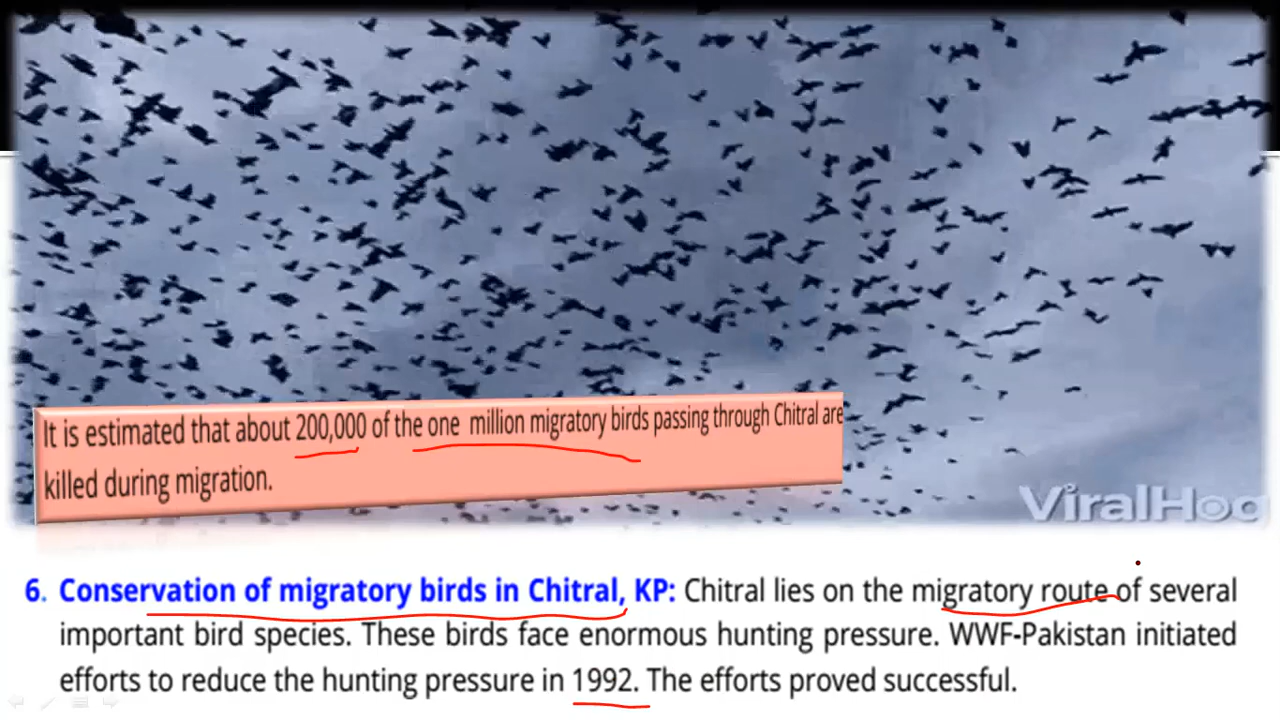 It is estimated that about 200,000 of the one million migratory birds passing through Chitral are
killed during migration.
ViralHog
6. Conservation of migratory birds in Chitral, KP: Chitral lies on the migratory route of several
important bird species. These birds face enormous hunting pressure. WWF-Pakistan initiated
efforts to reduce the hunting pressure in 1992. The efforts proved successful.